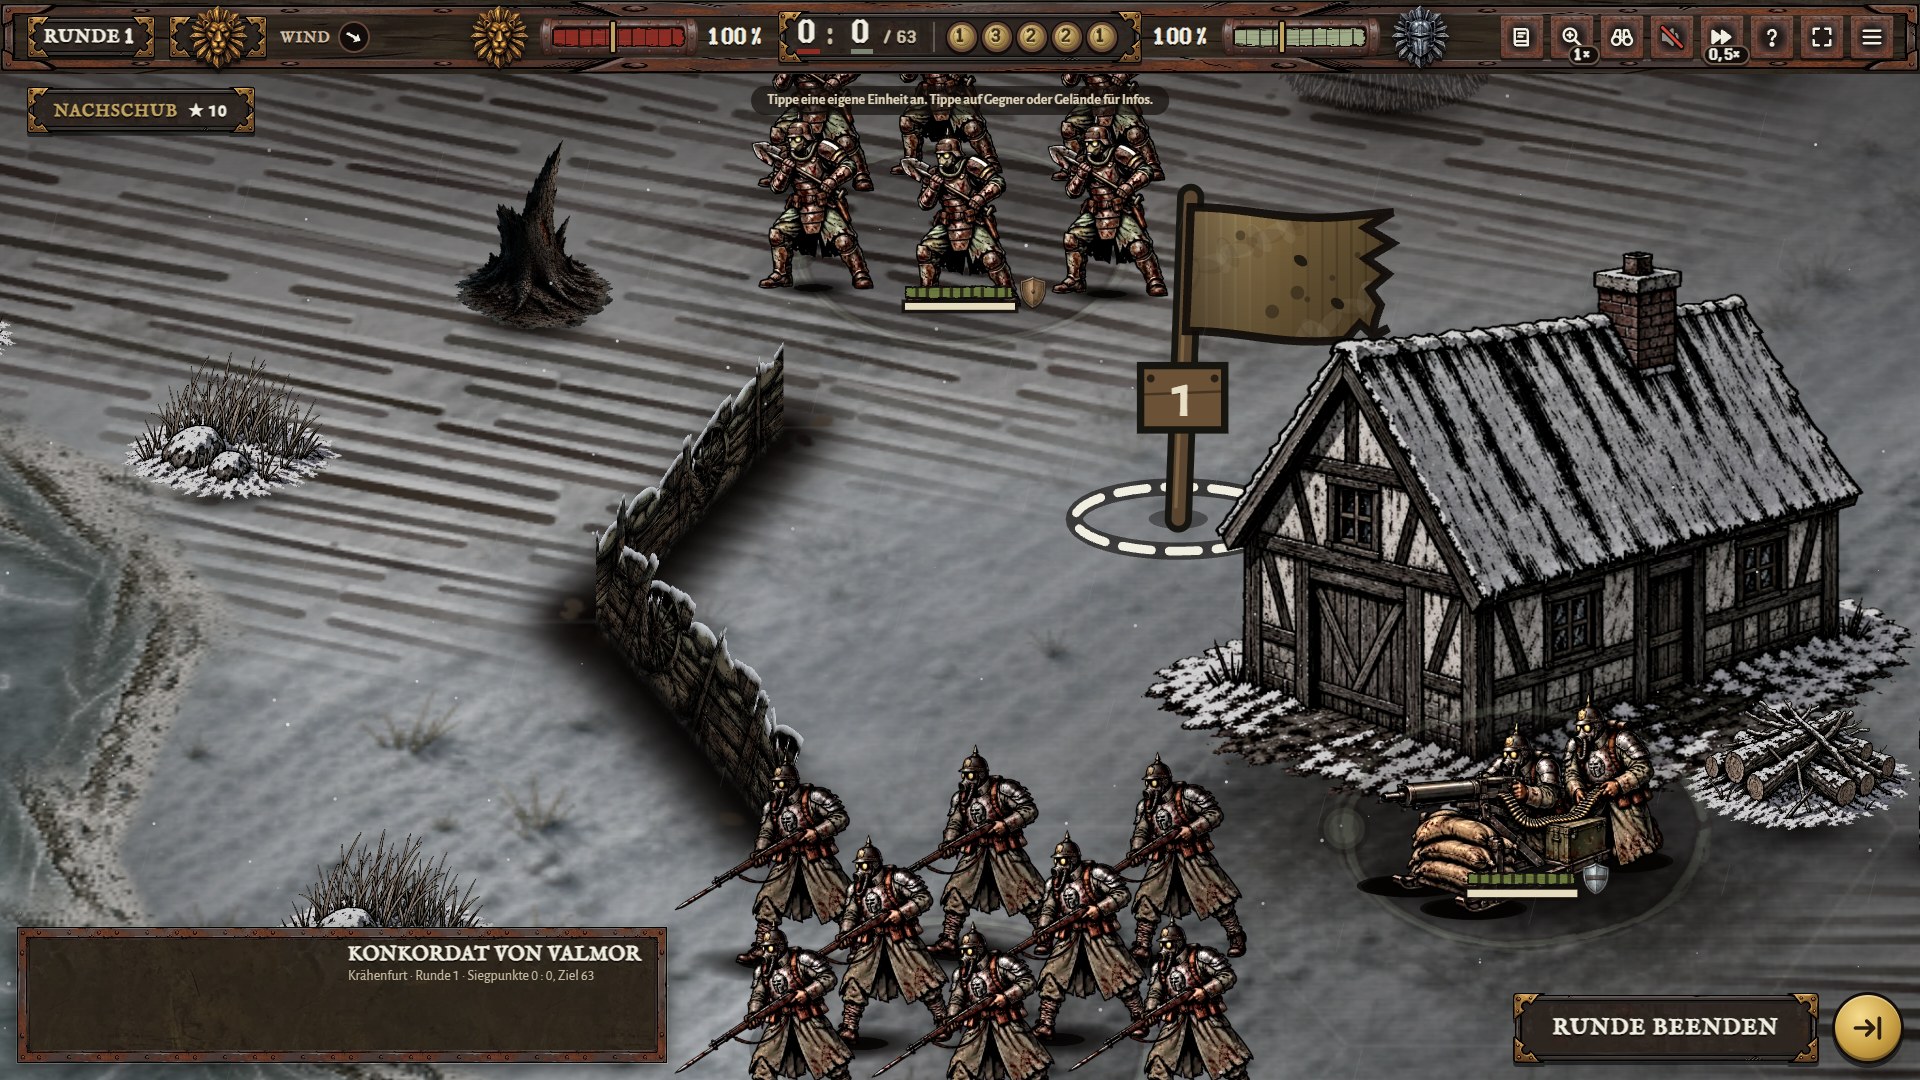 RUNDE 1
WIND
100%
0 : 0 / 63
1 3 2 2 1
100%
1×
0,5×
?
NACHSCHUB ★ 10
Tippe eine eigene Einheit an. Tippe auf Gegner oder Gelände für Infos.
1
KONKORDAT VON VALMOR
Krähenfurt · Runde 1 · Siegpunkte 0 : 0, Ziel 63
RUNDE BEENDEN